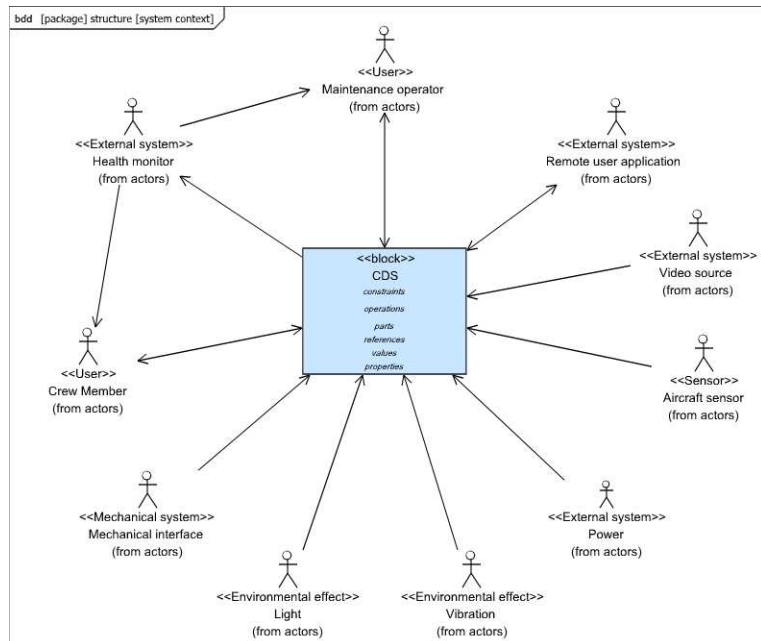 bdd [package] structure [system context]
<<User>>
Maintenance operator
(from actors)
<<External system>>
Health monitor
(from actors)
<<External system>>
Remote user application
(from actors)
<<External system>>
Video source
(from actors)
<<block>>
CDS
constraints
operations
parts
references
values
properties
<<User>>
Crew Member
(from actors)
<<Sensor>>
Aircraft sensor
(from actors)
<<Mechanical system>>
Mechanical interface
(from actors)
<<External system>>
Power
(from actors)
<<Environmental effect>>
Light
(from actors)
<<Environmental effect>>
Vibration
(from actors)